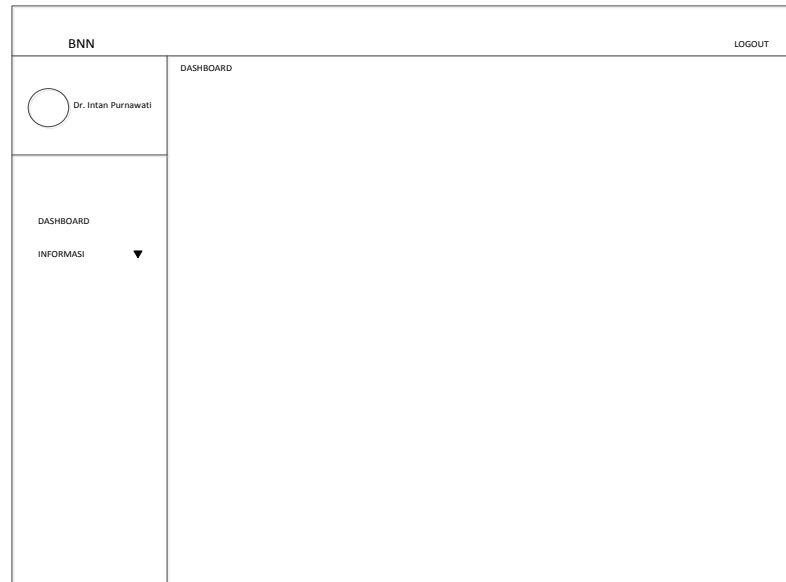 BNN
LOGOUT
DASHBOARD
Dr. Intan Purnawati
DASHBOARD
INFORMASI